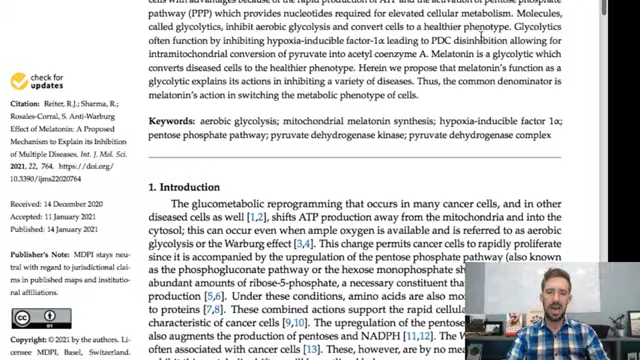 cells with advantages because of the rapid production of ATP and the activation of pentose phosphate
pathway (PPP) which provides nucleotides required for elevated cellular metabolism. Molecules,
called glycolytics, inhibit aerobic glycolysis and convert cells to a healthier phenotype. Glycolytics
often function by inhibiting hypoxia-inducible factor-1α leading to PDC disinhibition allowing for
intramitochondrial conversion of pyruvate into acetyl coenzyme A. Melatonin is a glycolytic which
converts diseased cells to the healthier phenotype. Herein we propose that melatonin's function as a
glycolytic explains its actions in inhibiting a variety of diseases. Thus, the common denominator is
melatonin's action in switching the metabolic phenotype of cells.
Keywords: aerobic glycolysis; mitochondrial melatonin synthesis; hypoxia-inducible factor 1α;
pentose phosphate pathway; pyruvate dehydrogenase kinase; pyruvate dehydrogenase complex
check for
updates
Citation: Reiter, R.J.; Sharma, R.;
Rosales-Corral, S. Anti-Warburg
Effect of Melatonin: A Proposed
Mechanism to Explain its Inhibition
of Multiple Diseases. Int. J. Mol. Sci.
2021, 22, 764. https://doi.org/
10.3390/ijms22020764
Received: 14 December 2020
Accepted: 11 January 2021
Published: 14 January 2021
Publisher's Note: MDPI stays neu-
tral with regard to jurisdictional clai-
ms in published maps and institutio-
nal affiliations.
CC BY
Copyright: © 2021 by the authors. Li-
censee MDPI, Basel, Switzerland.
1. Introduction
The glucometabolic reprogramming that occurs in many cancer cells, and in other
diseased cells as well [1,2], shifts ATP production away from the mitochondria and into the
cytosol; this can occur even when ample oxygen is available and is referred to as aerobic
glycolysis or the Warburg effect [3,4]. This change permits cancer cells to rapidly proliferate
since it is accompanied by the upregulation of the pentose phosphate pathway (also known
as the phosphogluconate pathway or the hexose monophosphate
abundant amounts of ribose-5-phosphate, a necessary constituent
production [5,6]. Under these conditions, amino acids are also
to proteins [7,8]. These combined actions support the rapid
characteristic of cancer cells [9,10]. The upregulation of the
also augments the production of pentoses and NADPH [11,12].
often associated with cancer cells [13]. These, however, are by no